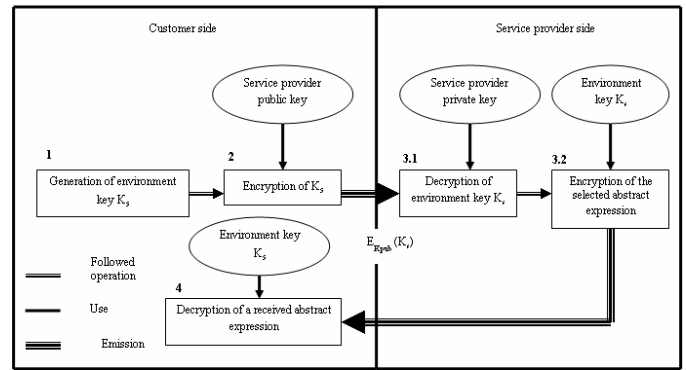 Customer side
Service provider side
Service provider
public key
Service provider
private key
Environment
key Ks
1
2
3.1
3.2
Generation of environment
key Ks
Encryption of Ks
Decryption of
environment key Ks
Encryption of the
selected abstract
expression
Environment key
Ks
EKpub (Ks)
4
Decryption of a received abstract
expression
Followed
operation
Use
Emission